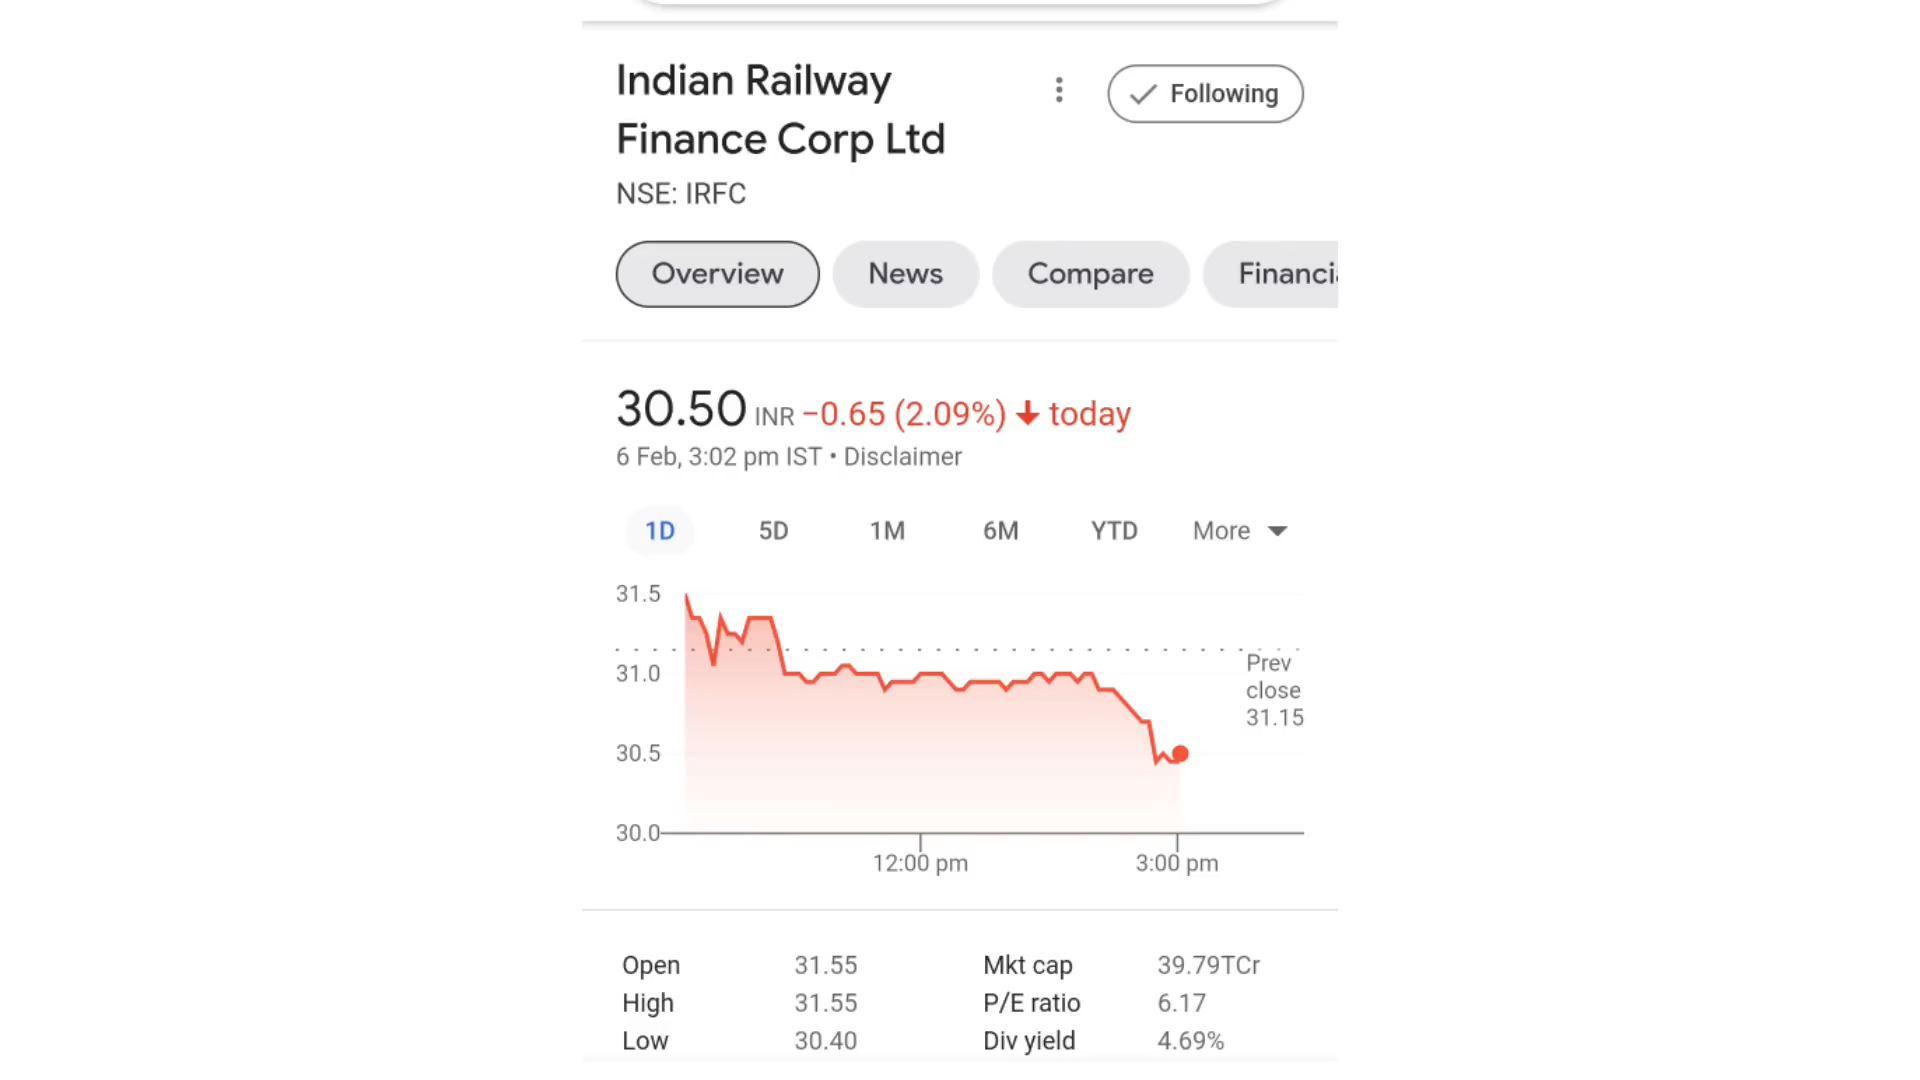 Indian Railway
Finance Corp Ltd
Following
NSE: IRFC
Overview News Compare Financi
30.50 INR −0.65 (2.09%) ↓ today
6 Feb, 3:02 pm IST • Disclaimer
1D 5D 1M 6M YTD More
31.5
31.0
30.5
30.0
Prev
close
31.15
12:00 pm 3:00 pm
Open 31.55 Mkt cap 39.79TCr
High 31.55 P/E ratio 6.17
Low 30.40 Div yield 4.69%